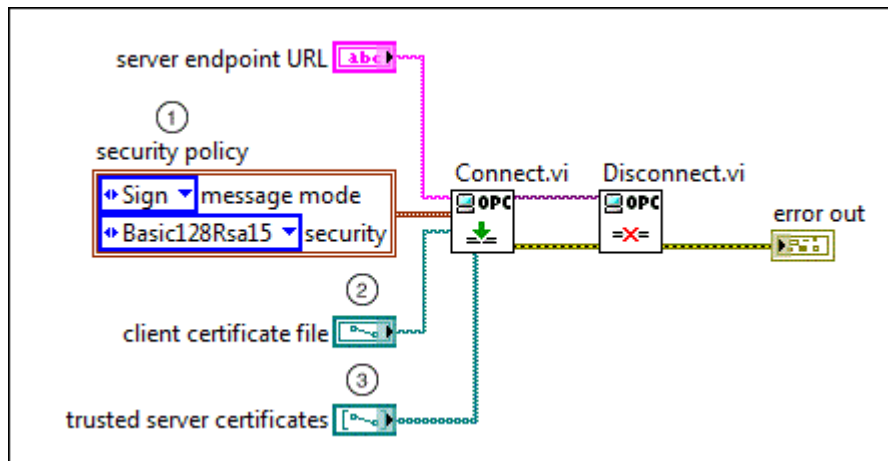 server endpoint URL
abc
1
security policy
Sign message mode
Basic128Rsa15 security
Connect.vi Disconnect.vi
OPC OPC
error out
2
client certificate file
3
trusted server certificates